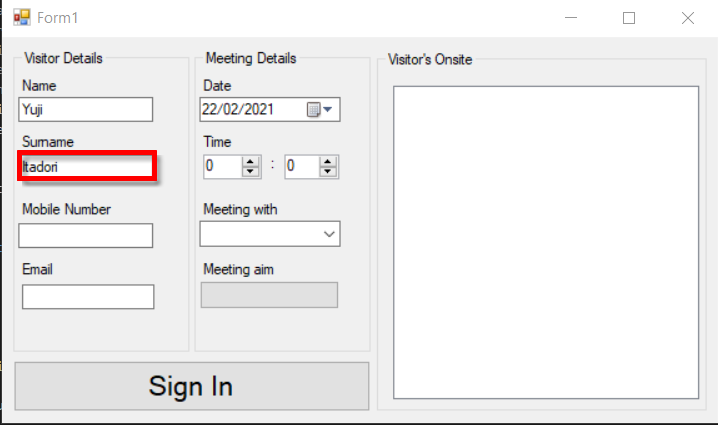 Form1
Visitor Details
Name
Yuji
Surname
Itadori
Mobile Number
Email
Meeting Details
Date
22/02/2021
Time
0 : 0
Meeting with
Meeting aim
Visitor's Onsite
Sign In